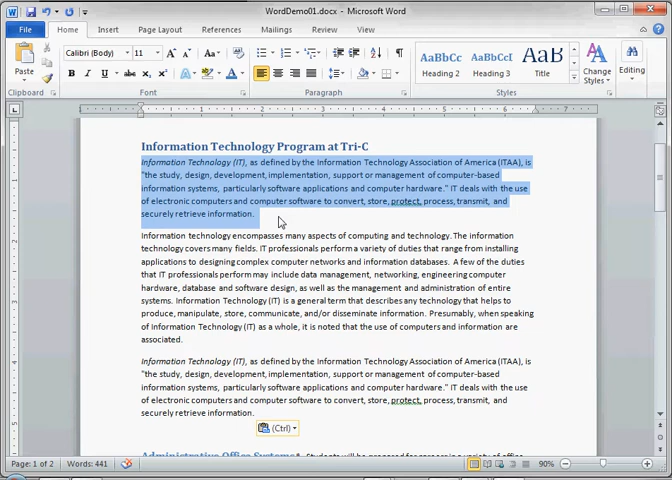 WordDemo01.docx - Microsoft Word
File Home Insert Page Layout References Mailings Review View
Calibri (Body) 11
Paste
B I U abc x₂ x²
AaBbCc AaBbCc AaB
Heading 2 Heading 3 Title
Change Styles
Editing
Clipboard Font Paragraph Styles
1 2 3 4 5 6 7
Information Technology Program at Tri-C
Information Technology (IT), as defined by the Information Technology Association of America (ITAA), is
"the study, design, development, implementation, support or management of computer-based
information systems, particularly software applications and computer hardware." IT deals with the use
of electronic computers and computer software to convert, store, protect, process, transmit, and
securely retrieve information.
Information technology encompasses many aspects of computing and technology. The information
technology covers many fields. IT professionals perform a variety of duties that range from installing
applications to designing complex computer networks and information databases. A few of the duties
that IT professionals perform may include data management, networking, engineering computer
hardware, database and software design, as well as the management and administration of entire
systems. Information Technology (IT) is a general term that describes any technology that helps to
produce, manipulate, store, communicate, and/or disseminate information. Presumably, when speaking
of Information Technology (IT) as a whole, it is noted that the use of computers and information are
associated.
Information Technology (IT), as defined by the Information Technology Association of America (ITAA), is
"the study, design, development, implementation, support or management of computer-based
information systems, particularly software applications and computer hardware." IT deals with the use
of electronic computers and computer software to convert, store, protect, process, transmit, and
securely retrieve information.
(Ctrl)
Administrative Office Systems
Page: 1 of 2 Words: 441 90%